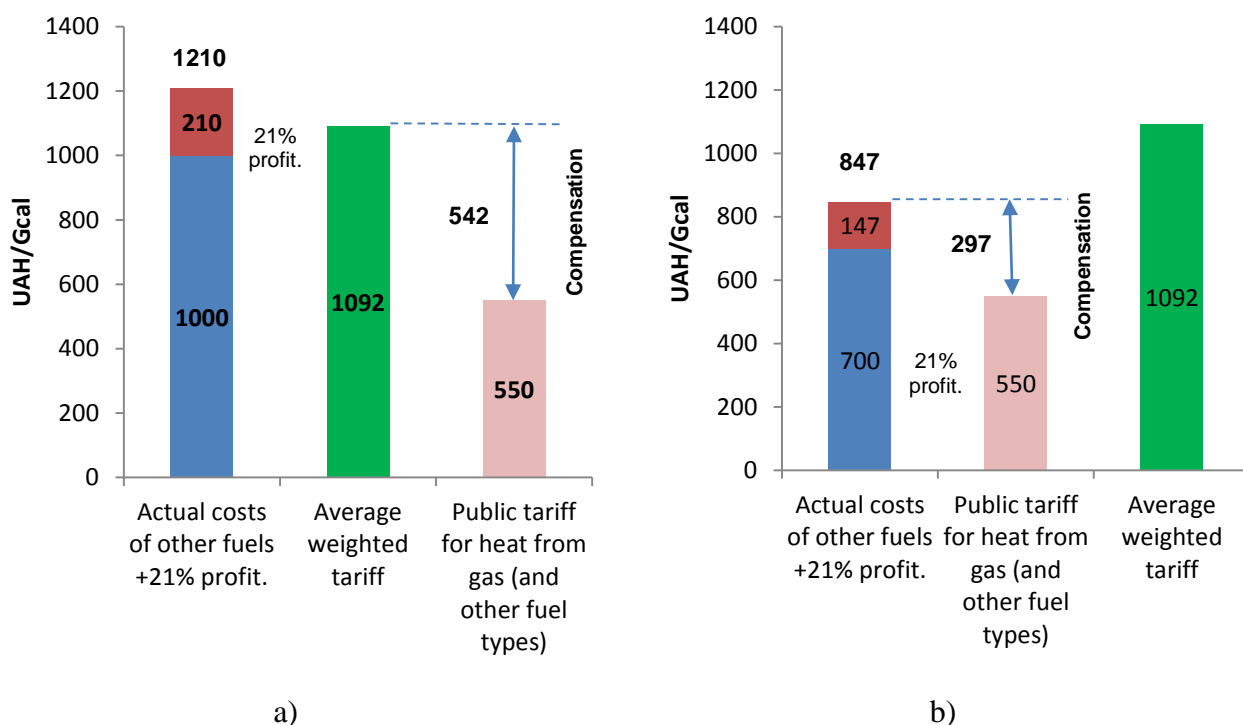 1400
1200
1000
800
600
400
200
0
UAH/Gcal
1210
210
1000
21%
profit.
1092
542
550
Compensation
Actual costs
of other fuels
+21% profit.
Average
weighted
tariff
Public tariff
for heat from
gas (and
other fuel
types)
a)
1400
1200
1000
800
600
400
200
0
UAH/Gcal
847
147
700
21%
profit.
297
550
Compensation
1092
Actual costs
of other fuels
+21% profit.
Public tariff
for heat from
gas (and
other fuel
types)
Average
weighted
tariff
b)